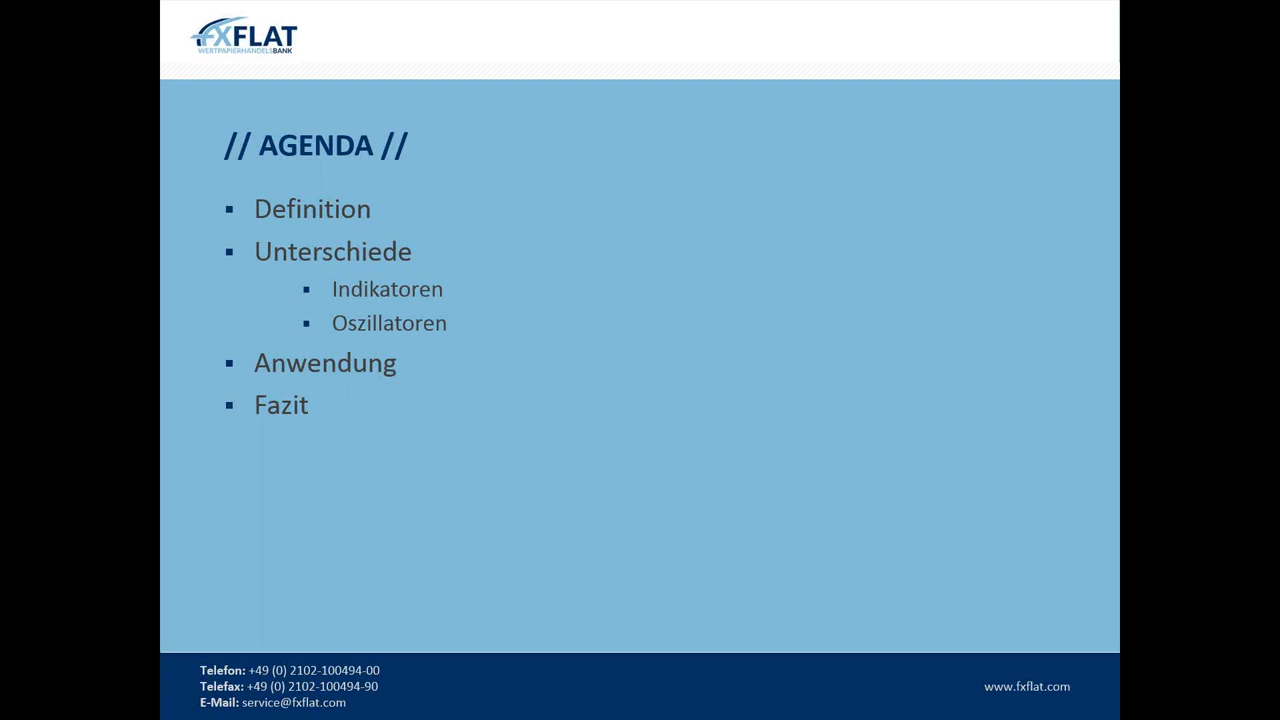 FXFLAT
WERTPAPIERHANDELSBANK
// AGENDA //
▪ Definition
▪ Unterschiede
▪ Indikatoren
▪ Oszillatoren
▪ Anwendung
▪ Fazit
Telefon: +49 (0) 2102-100494-00
Telefax: +49 (0) 2102-100494-90
E-Mail: service@fxflat.com
www.fxflat.com